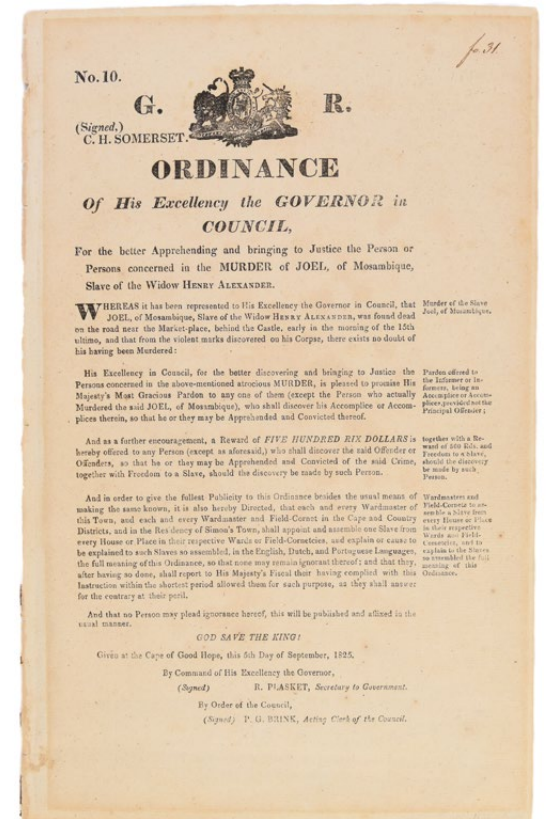 fo. 31.
No. 10.
G. R.
(Signed.)
C. H. SOMERSET.
ORDINANCE
Of His Excellency the GOVERNOR in
COUNCIL,
For the better Apprehending and bringing to Justice the Person or
Persons concerned in the MURDER of JOEL, of Mosambique,
Slave of the Widow HENRY ALEXANDER.
WHEREAS it has been represented to His Excellency the Governor in Council, that
JOEL, of Mosambique, Slave of the Widow HENRY ALEXANDER, was found dead
on the road near the Market-place, behind the Castle, early in the morning of the 15th
ultimo, and that from the violent marks discovered on his Corpse, there exists no doubt of
his having been Murdered:
Murder of the Slave
Joel, of Mosambique.
His Excellency in Council, for the better discovering and bringing to Justice the
Persons concerned in the above-mentioned atrocious MURDER, is pleased to promise His
Majesty's Most Gracious Pardon to any one of them (except the Person who actually
Murdered the said JOEL, of Mosambique), who shall discover his Accomplice or Accom-
plices therein, so that he or they may be Apprehended and Convicted thereof.
Pardon offered to
the Informer or In-
formers, being an
Accomplice or Accom-
plices, provided not the
Principal Offender;
And as a further encouragement, a Reward of FIVE HUNDRED RIX DOLLARS is
hereby offered to any Person (except as aforesaid,) who shall discover the said Offender or
Offenders, so that he or they may be Apprehended and Convicted of the said Crime,
together with Freedom to a Slave, should the discovery be made by such Person.
together with a Re-
ward of 500 Rds. and
Freedom to a Slave,
should the discovery
be made by such
Person.
And in order to give the fullest Publicity to this Ordinance besides the usual means of
making the same known, it is also hereby Directed, that each and every Wardmaster of
this Town, and each and every Wardmaster and Field-Cornet in the Cape and Country
Districts, and in the Residency of Simon's Town, shall appoint and assemble one Slave from
every House or Place in their respective Wards or Field-Cornetcies, and explain or cause to
be explained to such Slaves so assembled, in the English, Dutch, and Portuguese Languages,
the full meaning of this Ordinance, so that none may remain ignorant thereof: and that they,
after having so done, shall report to His Majesty's Fiscal their having complied with this
Instruction within the shortest period allowed them for such purpose, as they shall answer
for the contrary at their peril.
Wardmasters and
Field-Cornets to as-
semble a Slave from
every House or Place
in their respective
Wards and Field-
Cornetcies, and to
explain to the Slaves
so assembled the full
meaning of this
Ordinance.
And that no Person may plead ignorance hereof, this will be published and affixed in the
usual manner.
GOD SAVE THE KING!
Given at the Cape of Good Hope, this 5th Day of September, 1825.
By Command of His Excellency the Governor,
(Signed) R. PLASKET, Secretary to Government.
By Order of the Council,
(Signed) P. G. BRINK, Acting Clerk of the Council.